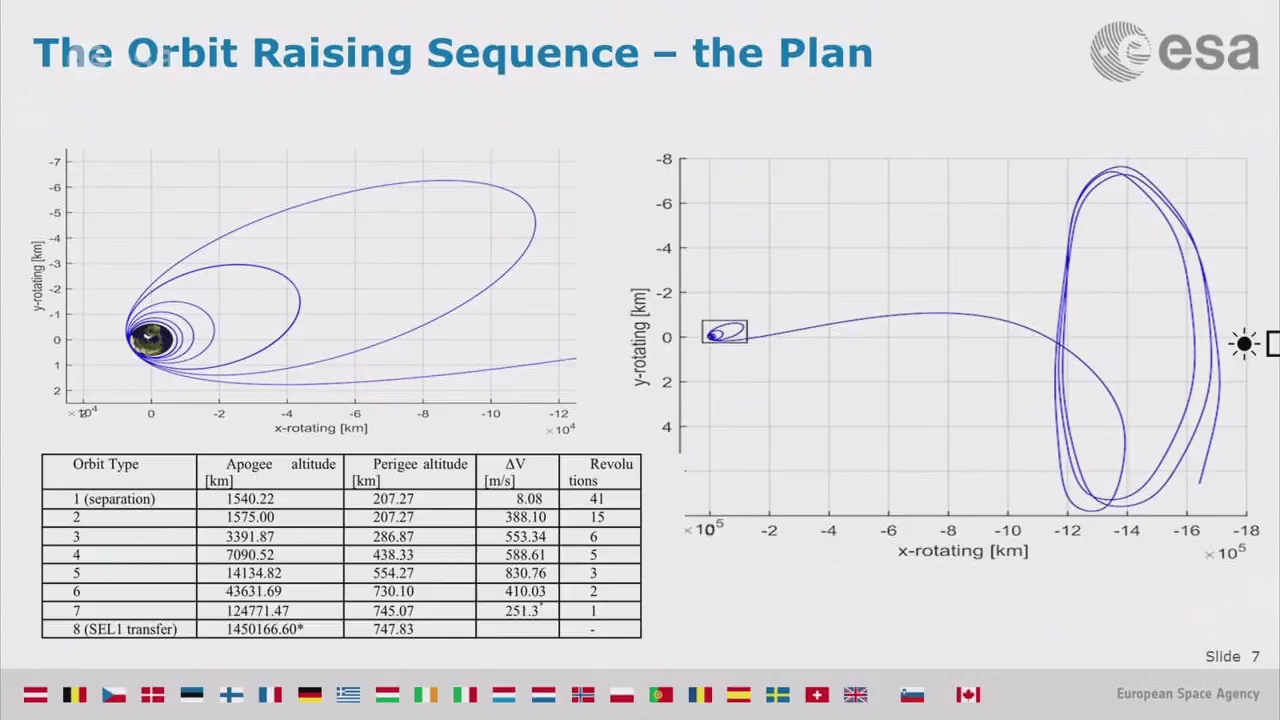 The Orbit Raising Sequence – the Plan
esa
-7
-6
-5
-4
-3
-2
-1
0
1
2
y-rotating [km]
0 -2 -4 -6 -8 -10 -12
x-rotating [km]
×10⁴
-8
-6
-4
-2
0
2
4
y-rotating [km]
×10⁵ -2 -4 -6 -8 -10 -12 -14 -16 -18
x-rotating [km]
×10⁵
Orbit Type Apogee altitude [km] Perigee altitude [km] ΔV [m/s] Revolu tions
1 (separation) 1540.22 207.27 8.08 41
2 1575.00 207.27 388.10 15
3 3391.87 286.87 553.34 6
4 7090.52 438.33 588.61 5
5 14134.82 554.27 830.76 3
6 43631.69 730.10 410.03 2
7 124771.47 745.07 251.3* 1
8 (SEL1 transfer) 1450166.60* 747.83 -
Slide 7
European Space Agency